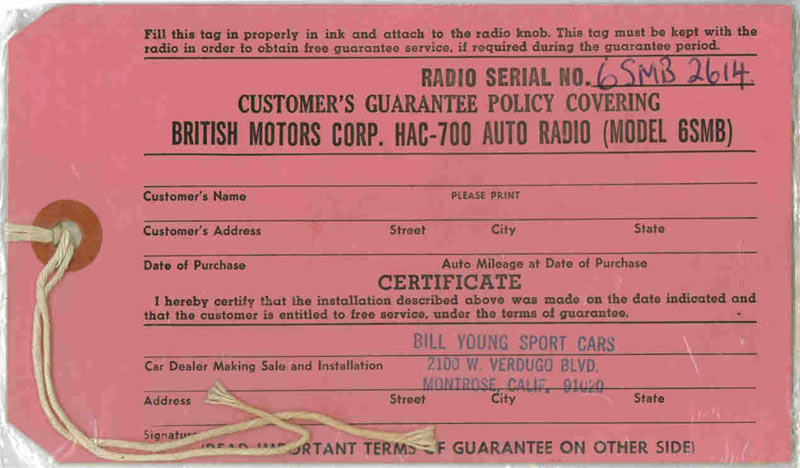 Fill this tag in properly in ink and attach to the radio knob. This tag must be kept with the
radio in order to obtain free guarantee service, if required during the guarantee period.
RADIO SERIAL NO. 6SMB 2614
CUSTOMER'S GUARANTEE POLICY COVERING
BRITISH MOTORS CORP. HAC-700 AUTO RADIO (MODEL 6SMB)
Customer's Name PLEASE PRINT
Customer's Address Street City State
Date of Purchase Auto Mileage at Date of Purchase
CERTIFICATE
I hereby certify that the installation described above was made on the date indicated and
that the customer is entitled to free service, under the terms of guarantee.
BILL YOUNG SPORT CARS
Car Dealer Making Sale and Installation 2100 W. VERDUGO BLVD.
MONTROSE, CALIF. 91020
Address Street City State
Signature
(READ IMPORTANT TERMS OF GUARANTEE ON OTHER SIDE)